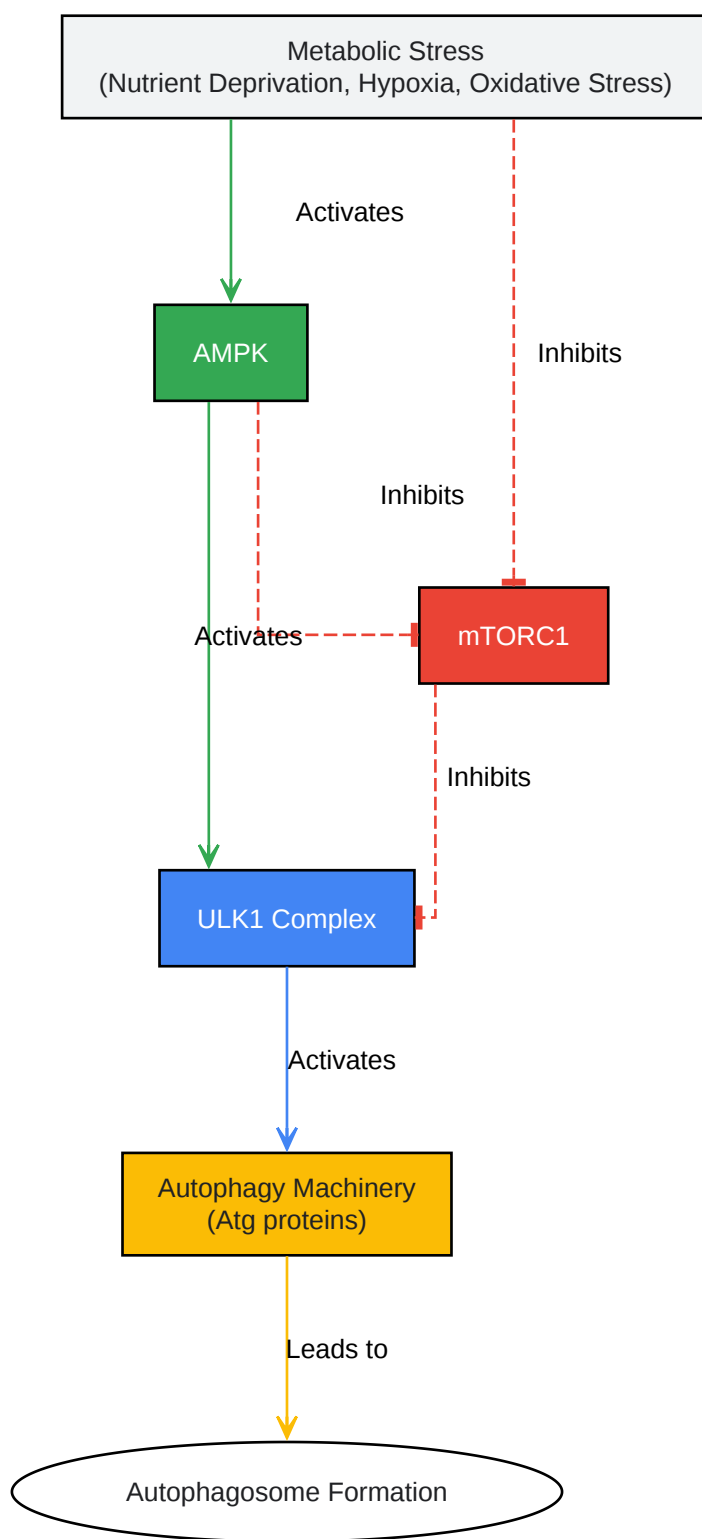 Metabolic Stress
(Nutrient Deprivation, Hypoxia, Oxidative Stress)
Activates
AMPK
Inhibits
Inhibits
Activates
mTORC1
Inhibits
ULK1 Complex
Activates
Autophagy Machinery
(Atg proteins)
Leads to
Autophagosome Formation